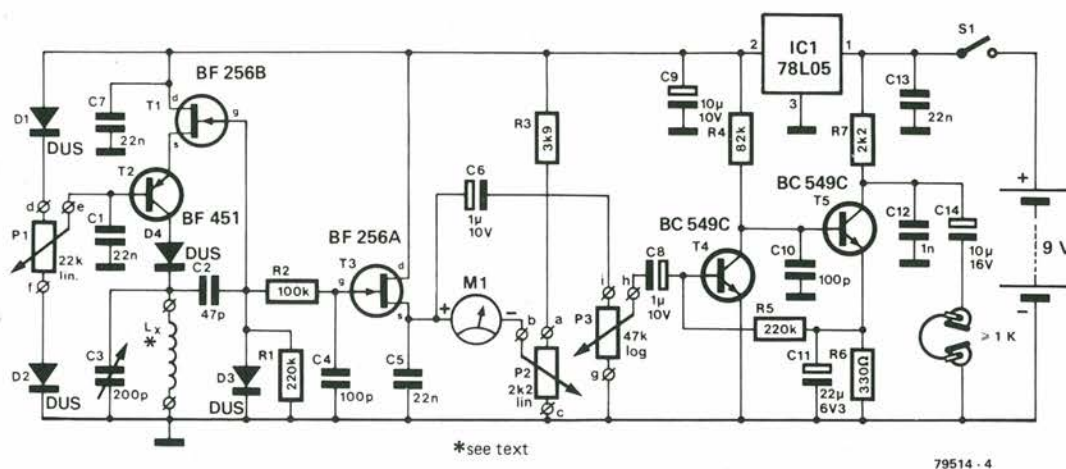 BF 256B
C7
22n
T1
d
g
s
D1
DUS
T2
BF 451
d
e
P1
22k
lin.
f
C1
22n
D4
DUS
C2
47p
D2
DUS
C3
200p
Lx
*
D3
DUS
R1
220k
R2
100k
C4
100p
BF 256A
T3
g
d
s
C5
22n
C6
1μ
10V
+
M1
-
R3
3k9
b
a
P2
2k2
lin
c
i
h
P3
47k
log
g
C8
1μ
10V
C9
10μ
10V
R4
82k
BC 549C
T4
2
IC1
78L05
1
3
S1
C13
22n
R7
2k2
BC 549C
T5
C10
100p
R5
220k
C11
22μ
6V3
R6
330Ω
C12
1n
C14
10μ
16V
≥ 1 K
+
9 V
-
*see text
79514 - 4